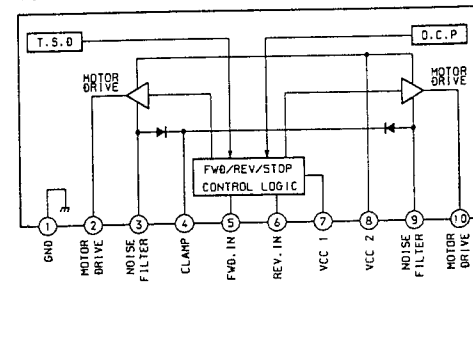 T.S.D
O.C.P
MOTOR
DRIVE
MOTOR
DRIVE
FWD/REV/STOP
CONTROL LOGIC
1
2
3
4
5
6
7
8
9
10
GND
MOTOR
DRIVE
NOISE
FILTER
CLAMP
FWD.IN
REV.IN
VCC 1
VCC 2
NOISE
FILTER
MOTOR
DRIVE